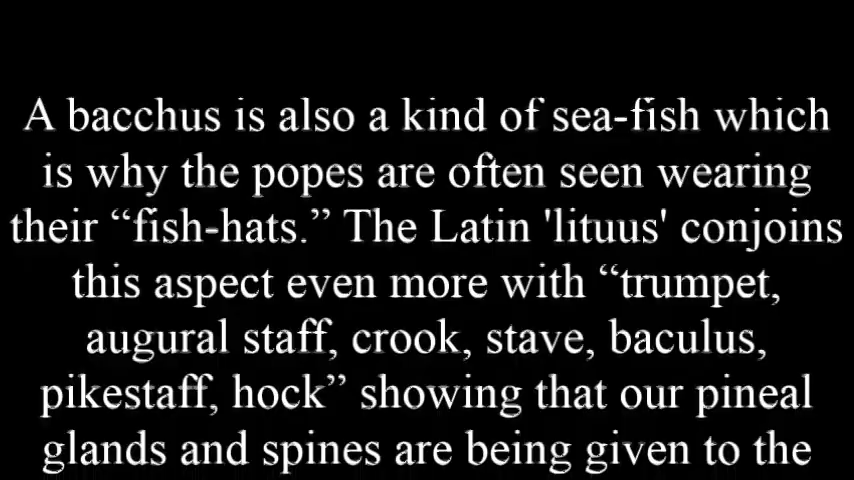 A bacchus is also a kind of sea-fish which
is why the popes are often seen wearing
their “fish-hats.” The Latin 'lituus' conjoins
this aspect even more with “trumpet,
augural staff, crook, stave, baculus,
pikestaff, hock” showing that our pineal
glands and spines are being given to the